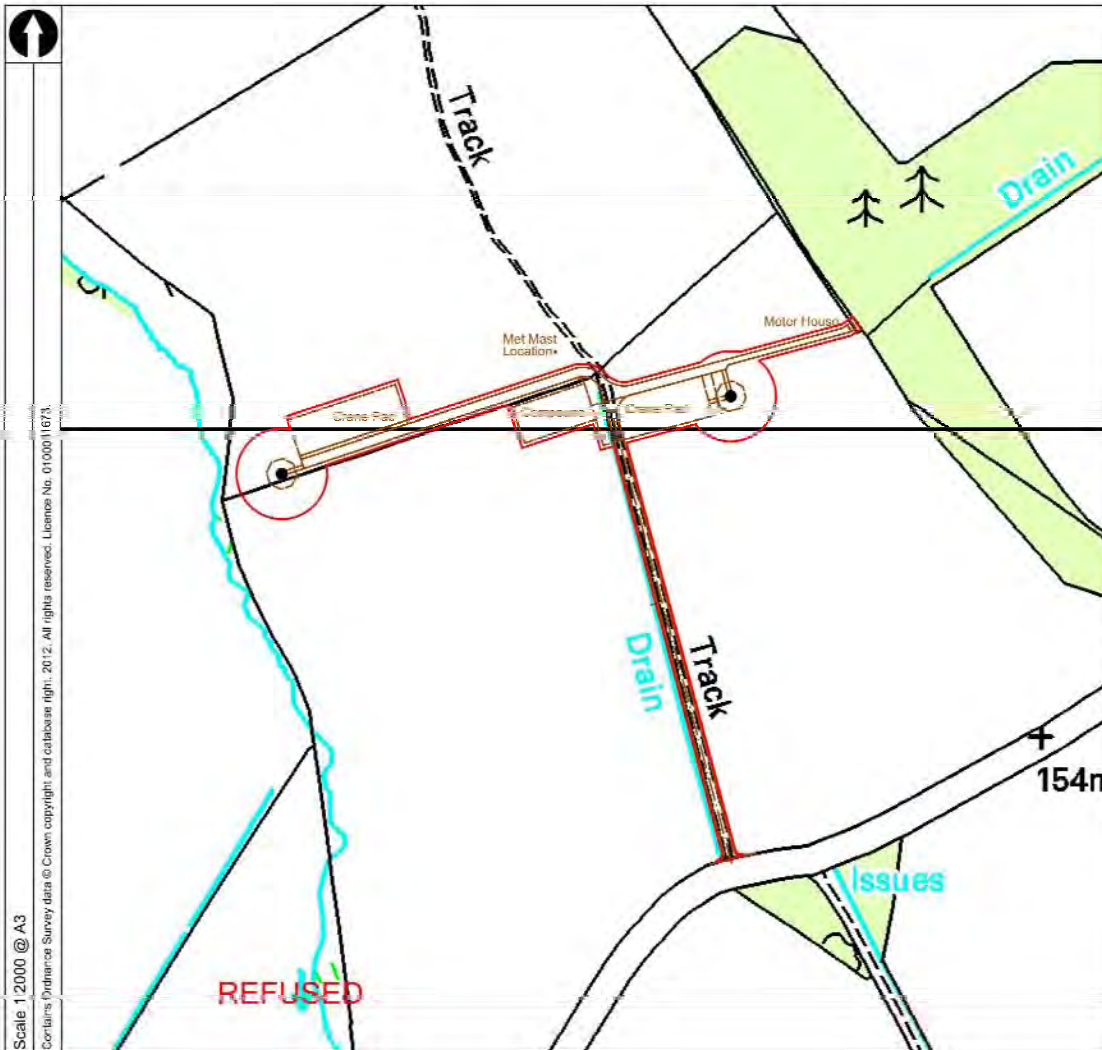 Track
Drain
Motor House
Met Mast
Location
Crane Pad
Compound
Crane Pad
Drain
Track
154m
Issues
REFUSED
Scale 1:2000 @ A3
Contains Ordnance Survey data © Crown copyright and database right. 2012. All rights reserved. Licence No. 0100011673.